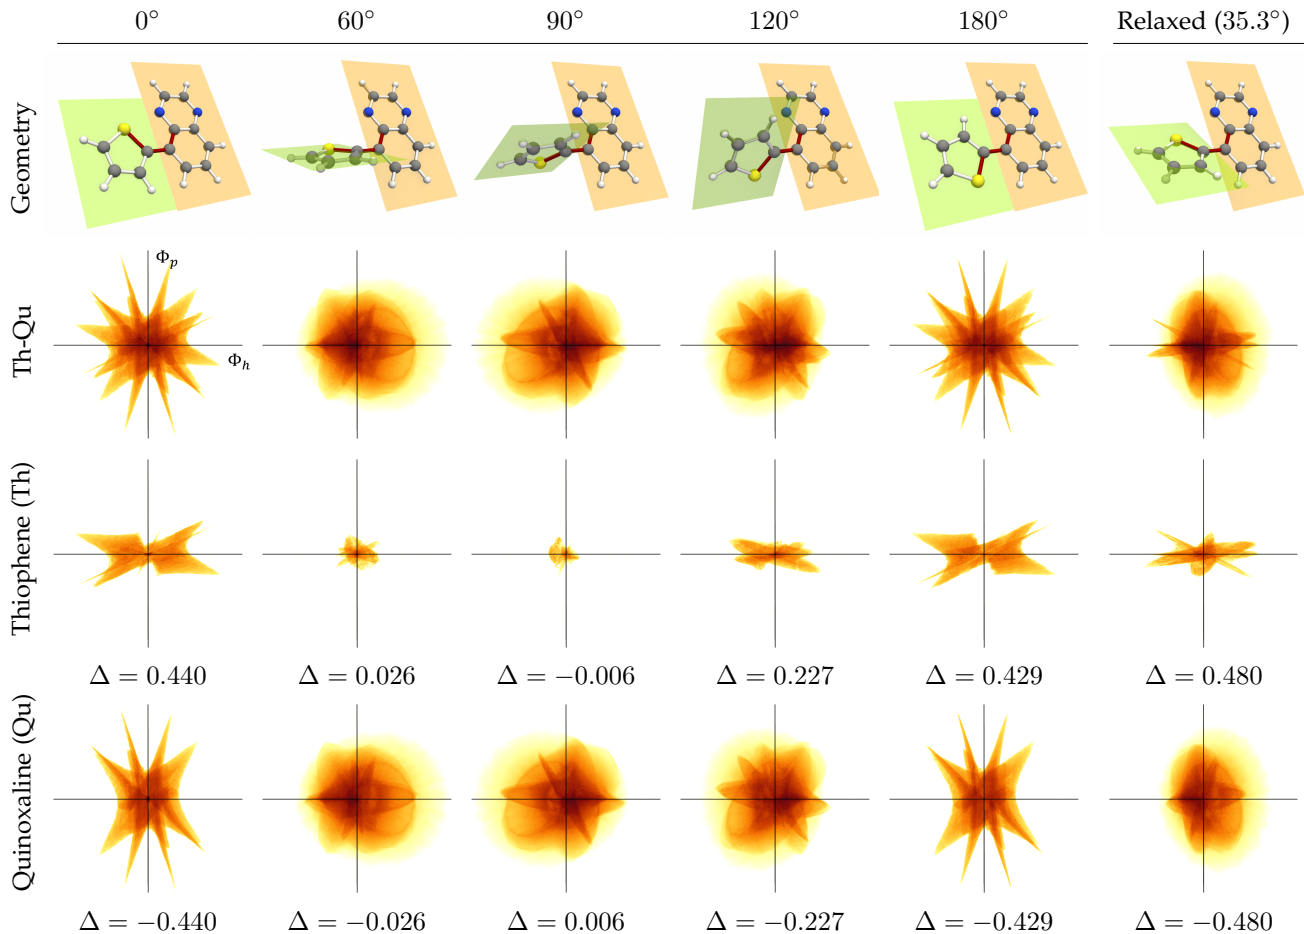 0° 60° 90° 120° 180° Relaxed (35.3°)
Geometry
Th-Qu
Φₚ
Φₕ
Thiophene (Th)
Δ = 0.440 Δ = 0.026 Δ = −0.006 Δ = 0.227 Δ = 0.429 Δ = 0.480
Quinoxaline (Qu)
Δ = −0.440 Δ = −0.026 Δ = 0.006 Δ = −0.227 Δ = −0.429 Δ = −0.480